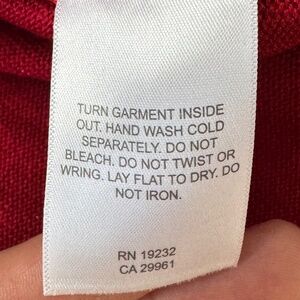 TURN GARMENT INSIDE
OUT. HAND WASH COLD
SEPARATELY. DO NOT
BLEACH. DO NOT TWIST OR
WRING. LAY FLAT TO DRY. DO
NOT IRON.
RN 19232
CA 29961